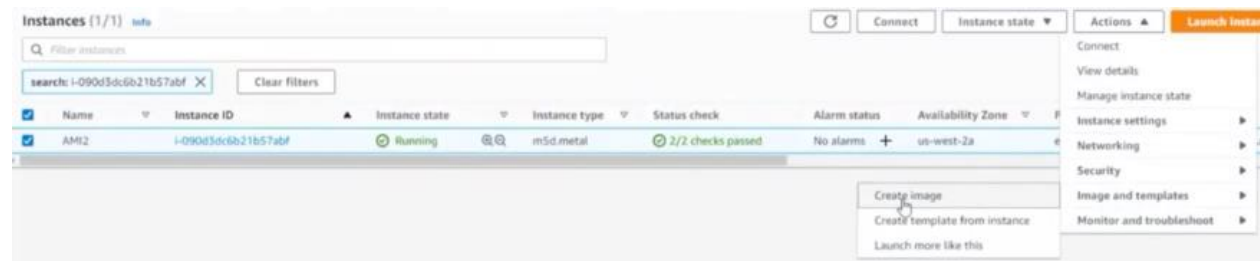 Instances (1/1) Info
Connect Instance state Actions Launch Instan
Filter instances
search: i-090d3dc6b21b57abf Clear filters
Name Instance ID Instance state Instance type Status check Alarm status Availability Zone P
AMI2 i-090d3dc6b21b57abf Running m5d.metal 2/2 checks passed No alarms + us-west-2a e
Connect
View details
Manage instance state
Instance settings
Networking
Security
Image and templates
Monitor and troubleshoot
Create image
Create template from instance
Launch more like this